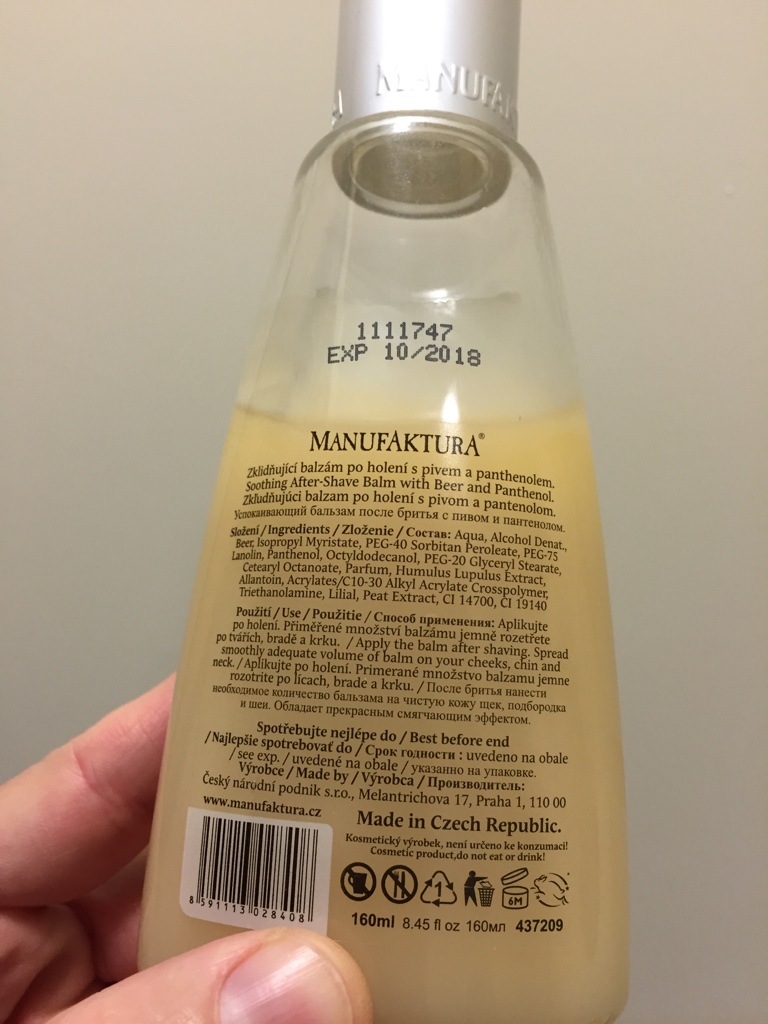 MANUFAK
A
1111747
EXP 10/2018
MANUFAKTURA®
Zklidňující balzám po holení s pivem a panthenolem.
Soothing After-Shave Balm with Beer and Panthenol.
Zkľudňujúci balzam po holení s pivom a pantenolom.
Успокаивающий бальзам после бритья с пивом и пантенолом.
Složení / Ingredients / Zloženie / Состав: Aqua, Alcohol Denat.,
Beer, Isopropyl Myristate, PEG-40 Sorbitan Peroleate, PEG-75
Lanolin, Panthenol, Octyldodecanol, PEG-20 Glyceryl Stearate,
Cetearyl Octanoate, Parfum, Humulus Lupulus Extract,
Allantoin, Acrylates/C10-30 Alkyl Acrylate Crosspolymer,
Triethanolamine, Lilial, Peat Extract, CI 14700, CI 19140
Použití / Use / Použitie / Способ применения: Aplikujte
po holení. Přiměřené množství balzámu jemně rozetřete
po tvářích, bradě a krku. / Apply the balm after shaving. Spread
smoothly adequate volume of balm on your cheeks, chin and
neck. / Aplikujte po holení. Primerané množstvo balzamu jemne
rozotrite po lícach, brade a krku. / После бритья нанести
необходимое количество бальзама на чистую кожу щек, подбородка
и шеи. Обладает прекрасным смягчающим эффектом.
Spotřebujte nejlépe do / Best before end
/ Najlepšie spotrebovať do / Срок годности : uvedeno na obale
/ see exp. / uvedené na obale / указанно на упаковке.
Výrobce / Made by / Výrobca / Производитель:
Český národní podnik s.r.o., Melantrichova 17, Praha 1, 110 00
www.manufaktura.cz
Made in Czech Republic.
Kosmetický výrobek, není určeno ke konzumaci!
Cosmetic product,do not eat or drink!
8 591113 028408
1
6M
160ml 8.45 fl oz 160мл 437209